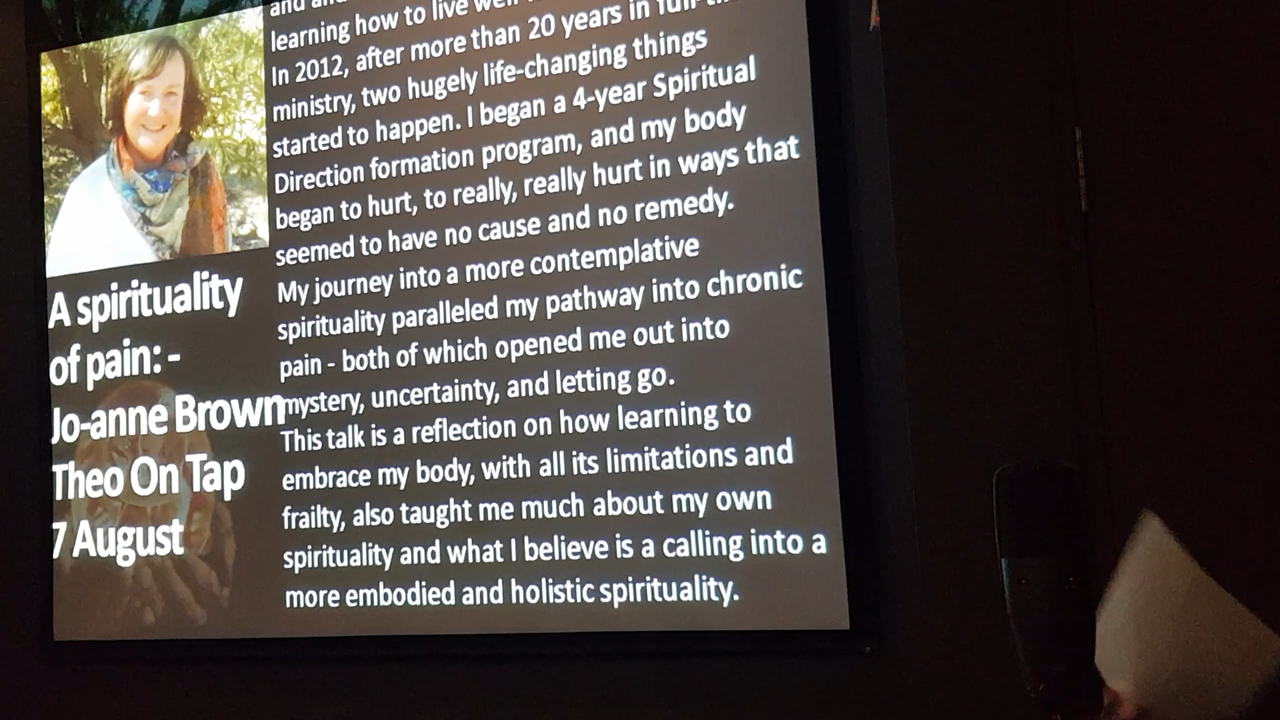 A spirituality
of pain: -
Jo-anne Brown
Theo On Tap
7 August
learning how to live well
In 2012, after more than 20 years in
ministry, two hugely life-changing things
started to happen. I began a 4-year Spiritual
Direction formation program, and my body
began to hurt, to really, really hurt in ways that
seemed to have no cause and no remedy.
My journey into a more contemplative
spirituality paralleled my pathway into chronic
pain - both of which opened me out into
mystery, uncertainty, and letting go.
This talk is a reflection on how learning to
embrace my body, with all its limitations and
frailty, also taught me much about my own
spirituality and what I believe is a calling into a
more embodied and holistic spirituality.